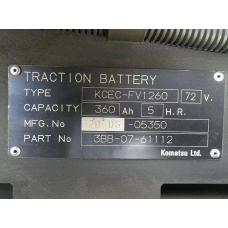 TRACTION BATTERY
TYPE KCEC-FV1260 72 V.
CAPACITY 360 Ah 5 H.R.
MFG.No -05350
PART No 3BB-07-61112
Komatsu Ltd.